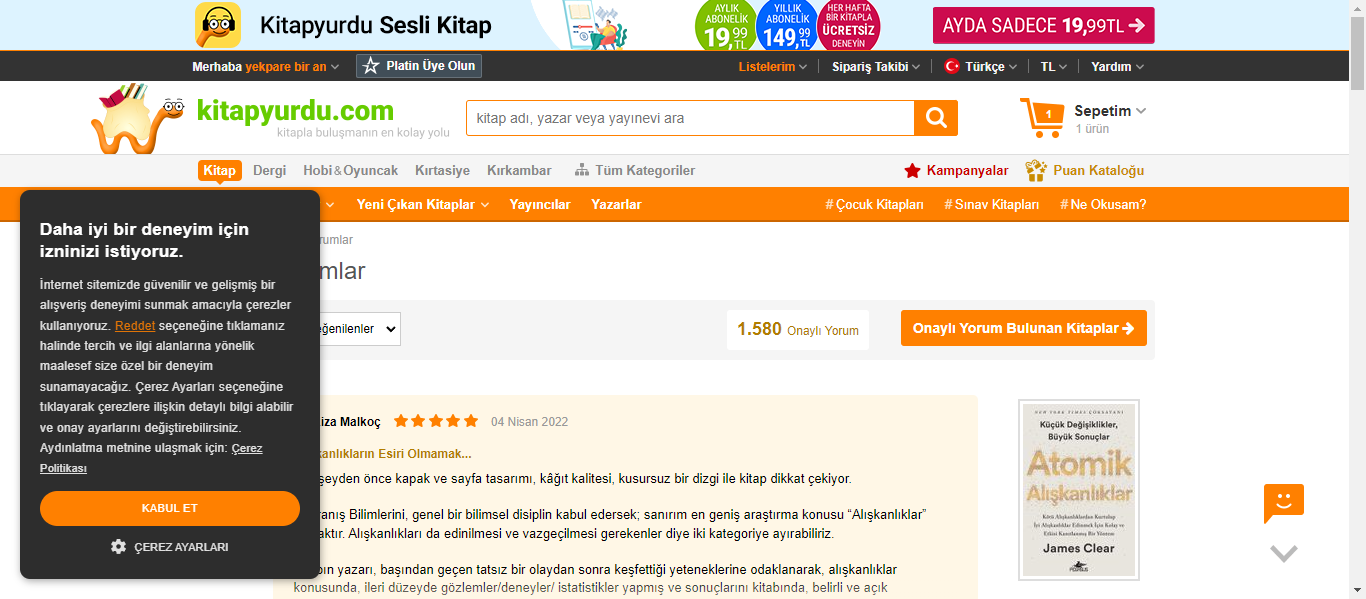 Kitapyurdu Sesli Kitap
AYLIK ABONELİK 19,99 TL
YILLIK ABONELİK 149,99 TL
HER HAFTA BİR KİTAPLA ÜCRETSİZ DENEYİN
AYDA SADECE 19,99TL
Merhaba yekpare bir an
Platin Üye Olun
Listelerim
Sipariş Takibi
Türkçe
TL
Yardım
kitapyurdu.com
kitapla buluşmanın en kolay yolu
kitap adı, yazar veya yayınevi ara
1
Sepetim
1 ürün
Kitap Dergi Hobi&Oyuncak Kırtasiye Kırkambar Tüm Kategoriler
Kampanyalar Puan Kataloğu
Yeni Çıkan Kitaplar Yayıncılar Yazarlar
#Çocuk Kitapları #Sınav Kitapları #Ne Okusam?
Daha iyi bir deneyim için
izninizi istiyoruz.
İnternet sitemizde güvenilir ve gelişmiş bir
alışveriş deneyimi sunmak amacıyla çerezler
kullanıyoruz. Reddet seçeneğine tıklamanız
halinde tercih ve ilgi alanlarına yönelik
maalesef size özel bir deneyim
sunamayacağız. Çerez Ayarları seçeneğine
tıklayarak çerezlere ilişkin detaylı bilgi alabilir
ve onay ayarlarını değiştirebilirsiniz.
Aydınlatma metnine ulaşmak için: Çerez
Politikası
KABUL ET
ÇEREZ AYARLARI
rumlar
mlar
eğenilenler
1.580 Onaylı Yorum
Onaylı Yorum Bulunan Kitaplar
ıza Malkoç
04 Nisan 2022
kanlıkların Esiri Olmamak...
şeyden önce kapak ve sayfa tasarımı, kâğıt kalitesi, kusursuz bir dizgi ile kitap dikkat çekiyor.
ranış Bilimlerini, genel bir bilimsel disiplin kabul edersek; sanırım en geniş araştırma konusu “Alışkanlıklar”
aktır. Alışkanlıkları da edinilmesi ve vazgeçilmesi gerekenler diye iki kategoriye ayırabiliriz.
bın yazarı, başından geçen tatsız bir olaydan sonra keşfettiği yeteneklerine odaklanarak, alışkanlıklar
konusunda, ileri düzeyde gözlemler/deneyler/ istatistikler yapmış ve sonuçlarını kitabında, belirli ve açık
NEW YORK TIMES ÇOKSATANI
Küçük Değişiklikler,
Büyük Sonuçlar
Atomik
Alışkanlıklar
Kötü Alışkanlıklardan Kurtulup
İyi Alışkanlıklar Edinmek İçin Kolay ve
Etkisi Kanıtlanmış Bir Yöntem
James Clear
PEGASUS